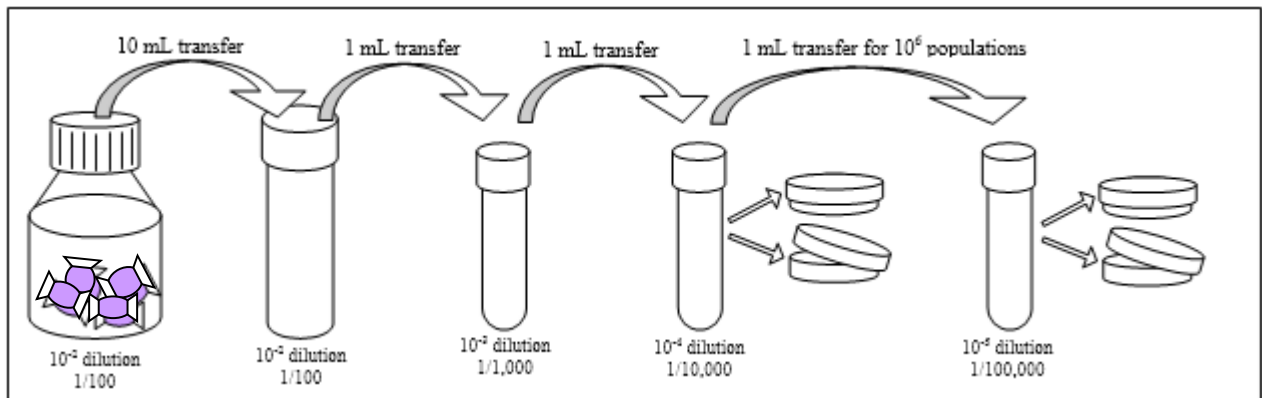 10 mL transfer
1 mL transfer
1 mL transfer
1 mL transfer for 10⁶ populations
10⁻² dilution
1/100
10⁻² dilution
1/100
10⁻³ dilution
1/1,000
10⁻⁴ dilution
1/10,000
10⁻⁵ dilution
1/100,000